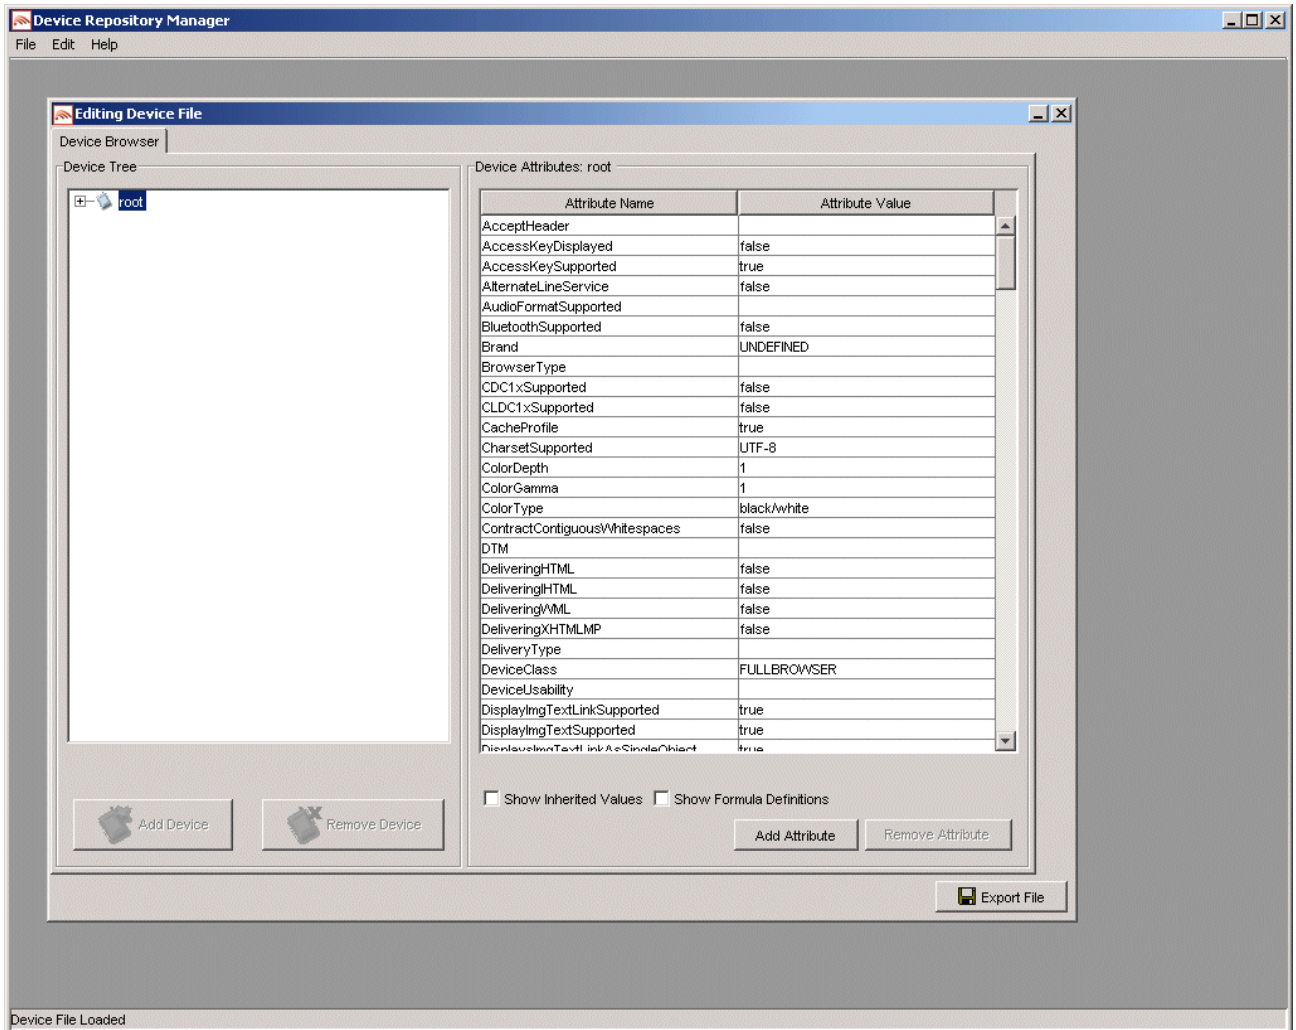 Device Repository Manager
File Edit Help
Editing Device File
Device Browser
Device Tree
root
Device Attributes: root
Attribute Name Attribute Value
AcceptHeader
AccessKeyDisplayed false
AccessKeySupported true
AlternateLineService false
AudioFormatSupported
BluetoothSupported false
Brand UNDEFINED
BrowserType
CDC1xSupported false
CLDC1xSupported false
CacheProfile true
CharsetSupported UTF-8
ColorDepth 1
ColorGamma 1
ColorType black/white
ContractContiguousWhitespaces false
DTM
DeliveringHTML false
DeliveringIHTML false
DeliveringWML false
DeliveringXHTMLMP false
DeliveryType
DeviceClass FULLBROWSER
DeviceUsability
DisplayImgTextLinkSupported true
DisplayImgTextSupported true
DisplaysImgTextLinkAsSingleObject true
Show Inherited Values Show Formula Definitions
Add Device Remove Device
Add Attribute Remove Attribute
Export File
Device File Loaded